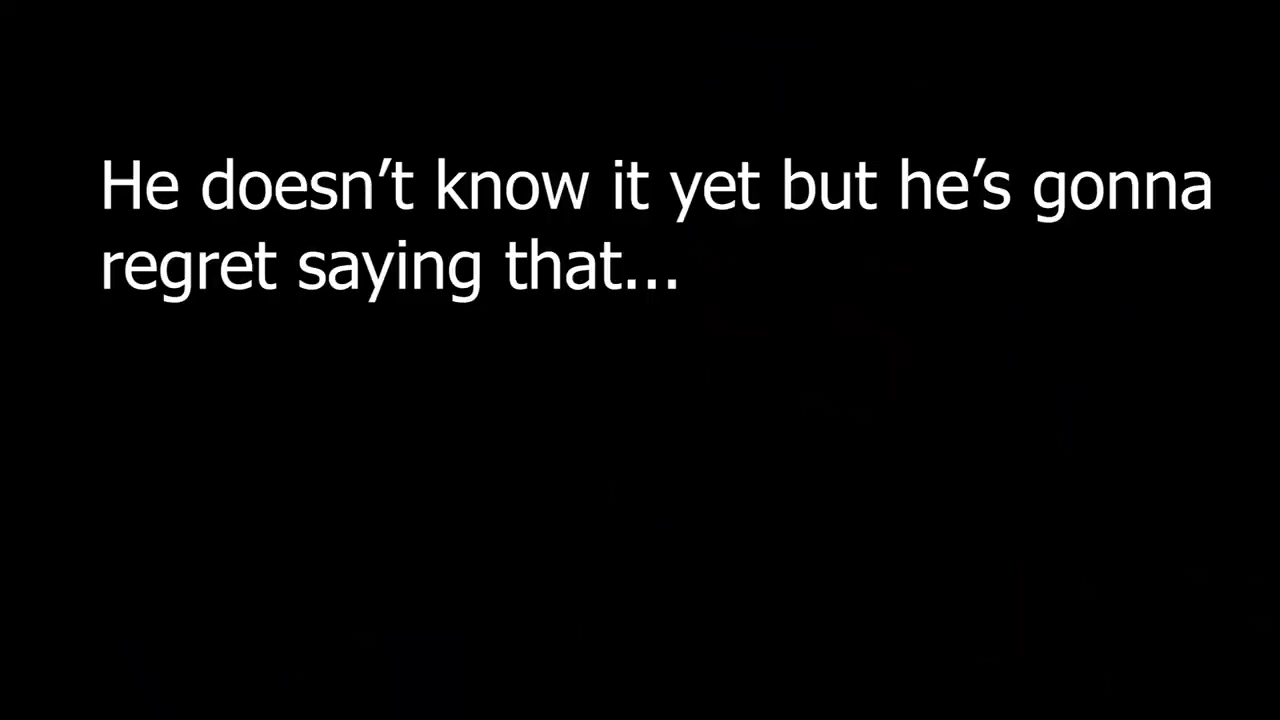 He doesn’t know it yet but he’s gonna
regret saying that...